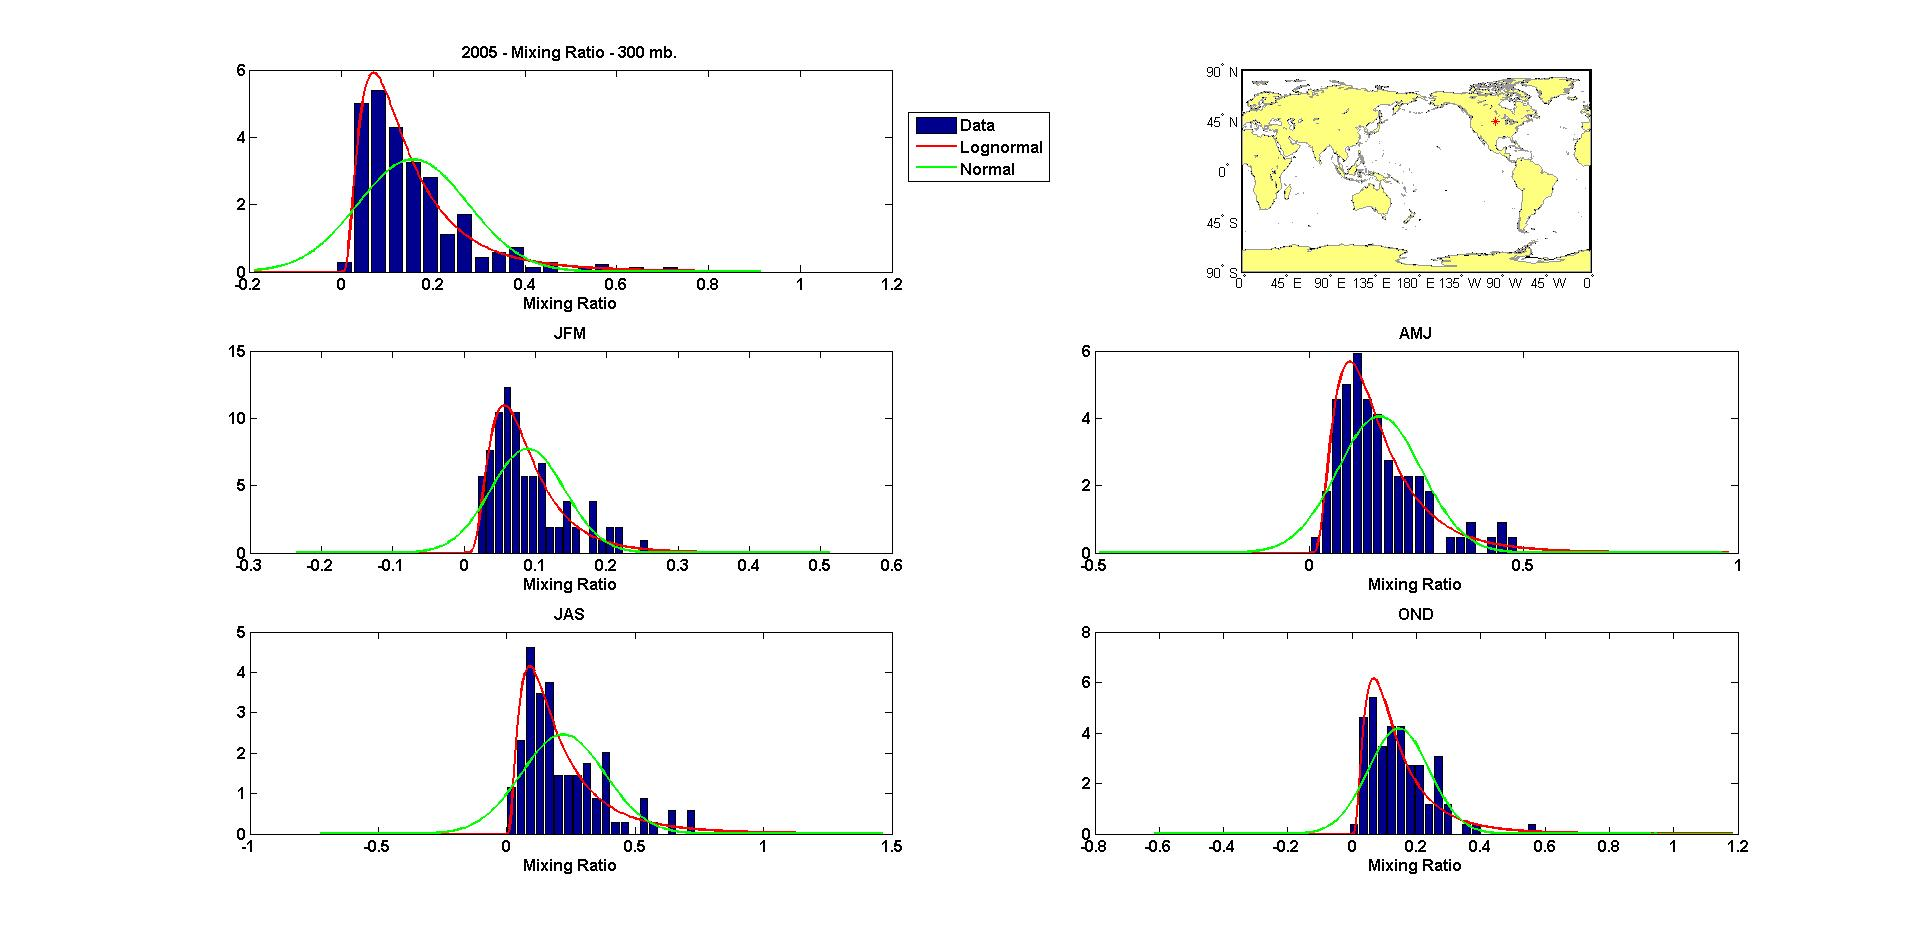 2005 - Mixing Ratio - 300 mb.
6
4
2
0
-0.2 0 0.2 0.4 0.6 0.8 1 1.2
Mixing Ratio
Data
Lognormal
Normal
90° N
45° N
0°
45° S
90° S
0° 45° E 90° E 135° E 180° E 135° W 90° W 45° W 0°
JFM
15
10
5
0
-0.3 -0.2 -0.1 0 0.1 0.2 0.3 0.4 0.5 0.6
Mixing Ratio
AMJ
6
4
2
0
-0.5 0 0.5 1
Mixing Ratio
JAS
5
4
3
2
1
0
-1 -0.5 0 0.5 1 1.5
Mixing Ratio
OND
8
6
4
2
0
-0.8 -0.6 -0.4 -0.2 0 0.2 0.4 0.6 0.8 1 1.2
Mixing Ratio